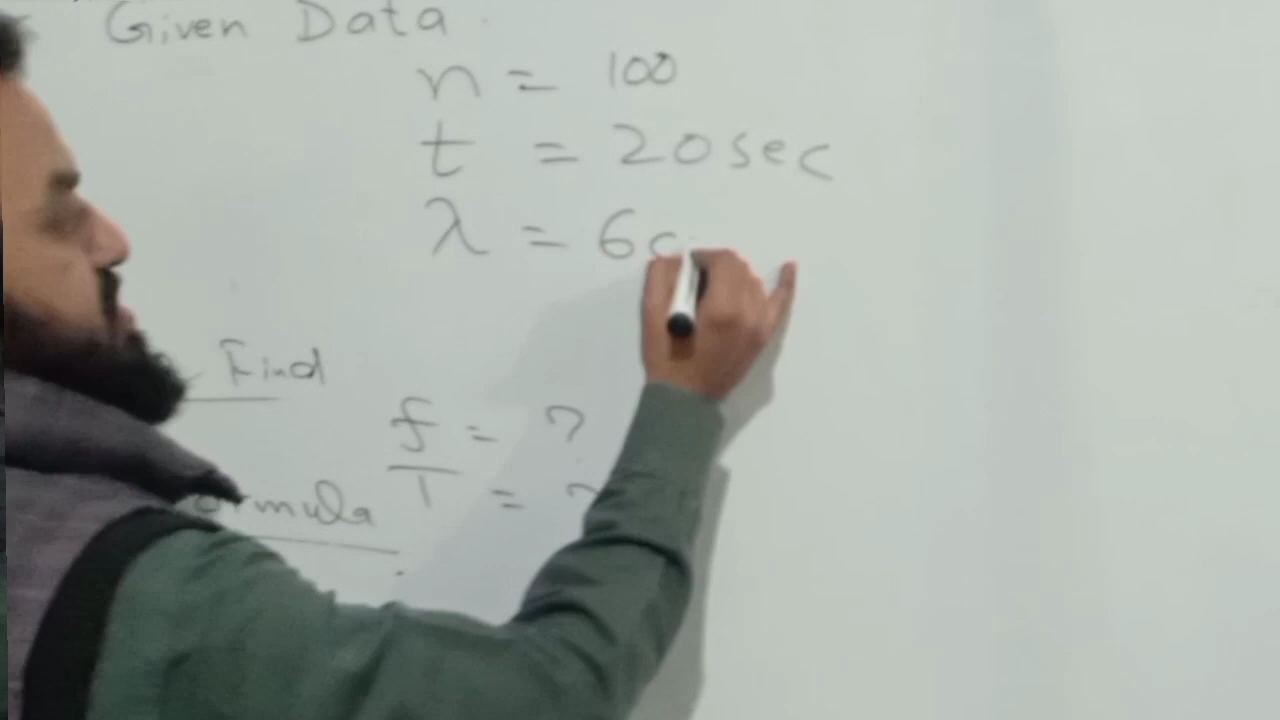 Given Data
n = 100
t = 20 sec
λ = 6c
Find
f = ?
T = ?
ormula